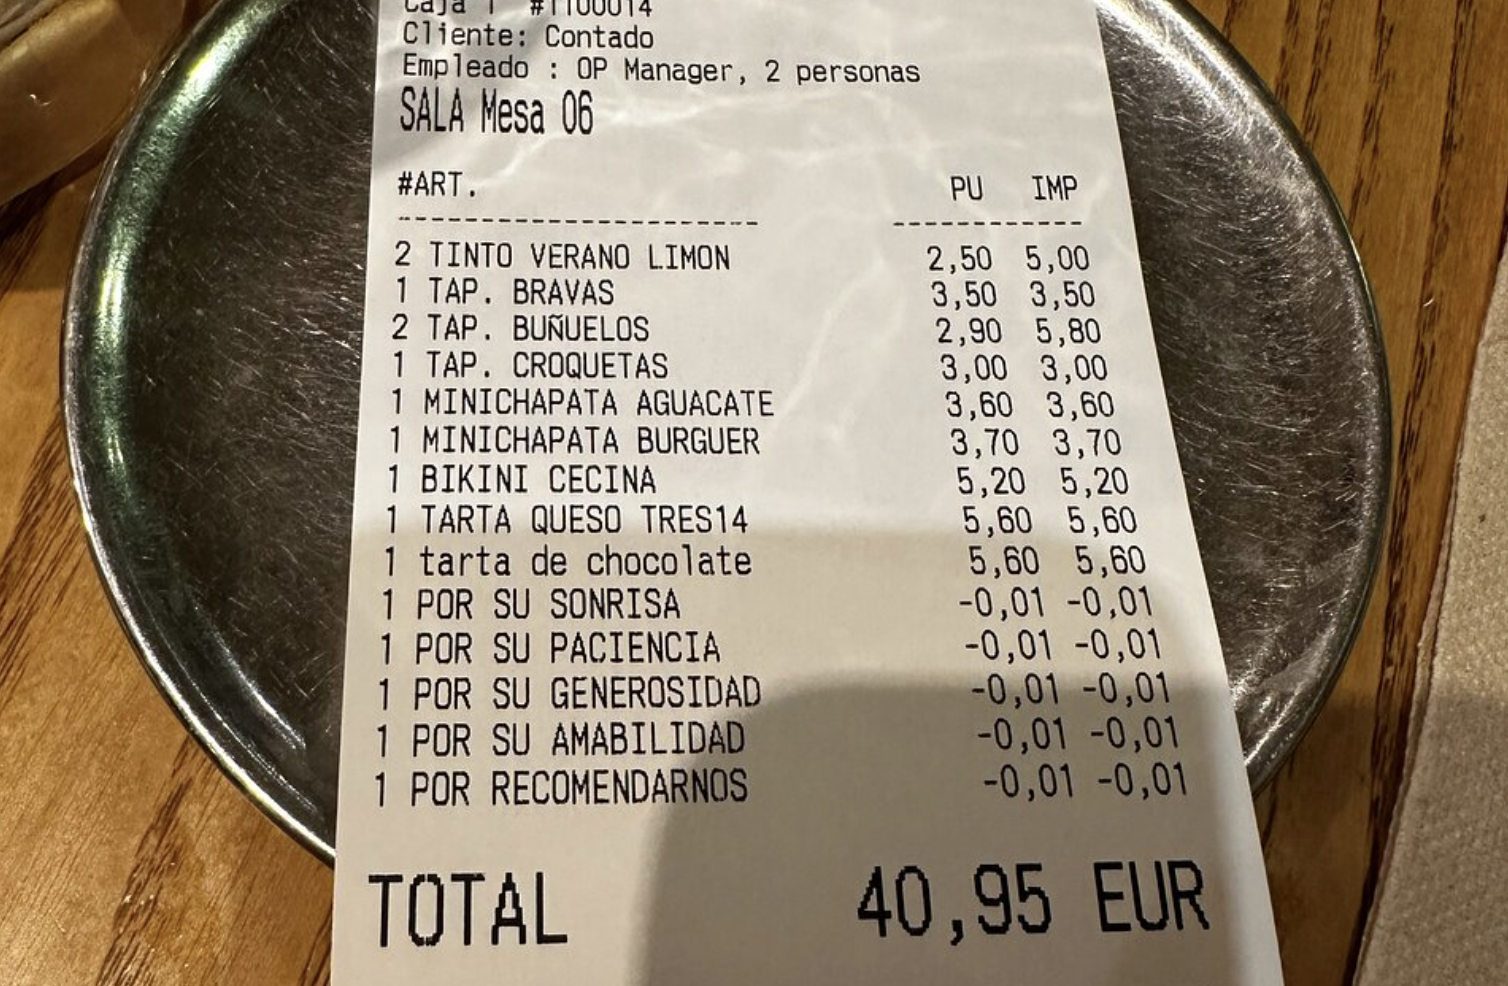 Caja 1 #1100014
Cliente: Contado
Empleado : OP Manager, 2 personas
SALA Mesa 06
#ART. PU IMP
2 TINTO VERANO LIMON 2,50 5,00
1 TAP. BRAVAS 3,50 3,50
2 TAP. BUÑUELOS 2,90 5,80
1 TAP. CROQUETAS 3,00 3,00
1 MINICHAPATA AGUACATE 3,60 3,60
1 MINICHAPATA BURGUER 3,70 3,70
1 BIKINI CECINA 5,20 5,20
1 TARTA QUESO TRES14 5,60 5,60
1 tarta de chocolate 5,60 5,60
1 POR SU SONRISA -0,01 -0,01
1 POR SU PACIENCIA -0,01 -0,01
1 POR SU GENEROSIDAD -0,01 -0,01
1 POR SU AMABILIDAD -0,01 -0,01
1 POR RECOMENDARNOS -0,01 -0,01
TOTAL 40,95 EUR